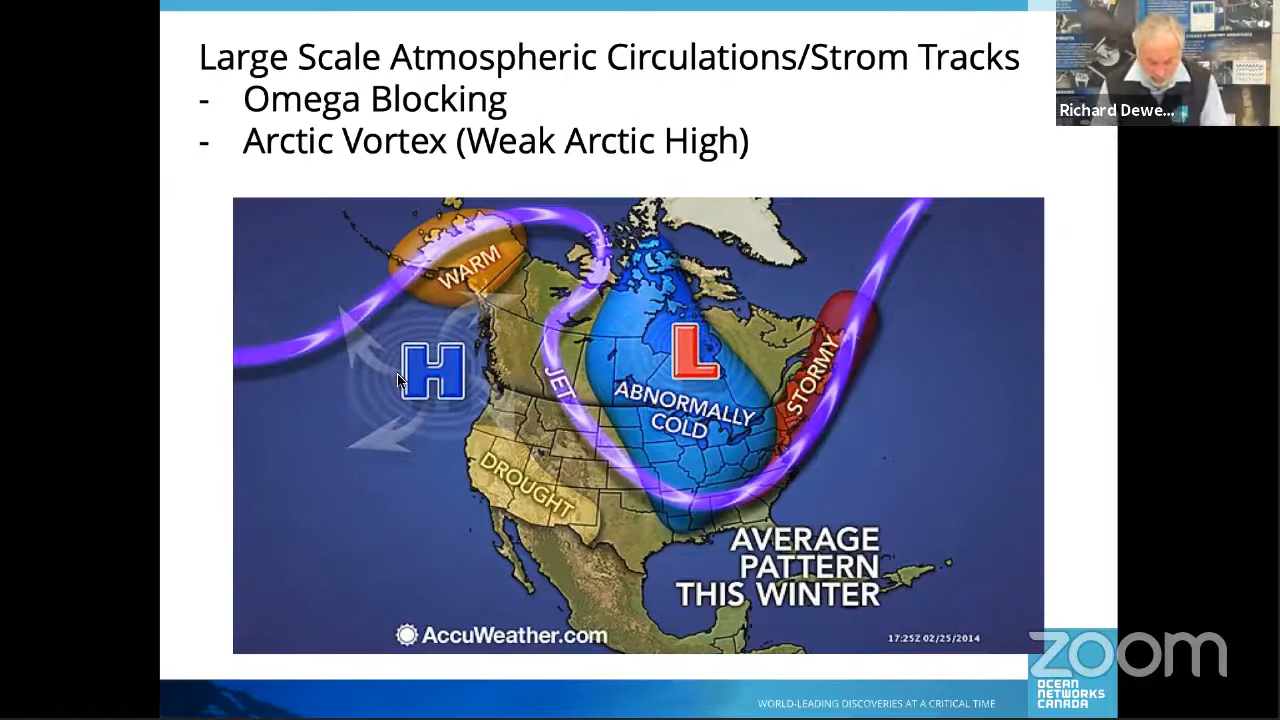 Large Scale Atmospheric Circulations/Strom Tracks
- Omega Blocking
- Arctic Vortex (Weak Arctic High)
Richard Dewe...
WARM
H
L
JET
ABNORMALLY
COLD
STORMY
DROUGHT
AVERAGE
PATTERN
THIS WINTER
AccuWeather.com
17:25Z 02/25/2014
zoom
OCEAN
NETWORKS
CANADA
WORLD-LEADING DISCOVERIES AT A CRITICAL TIME